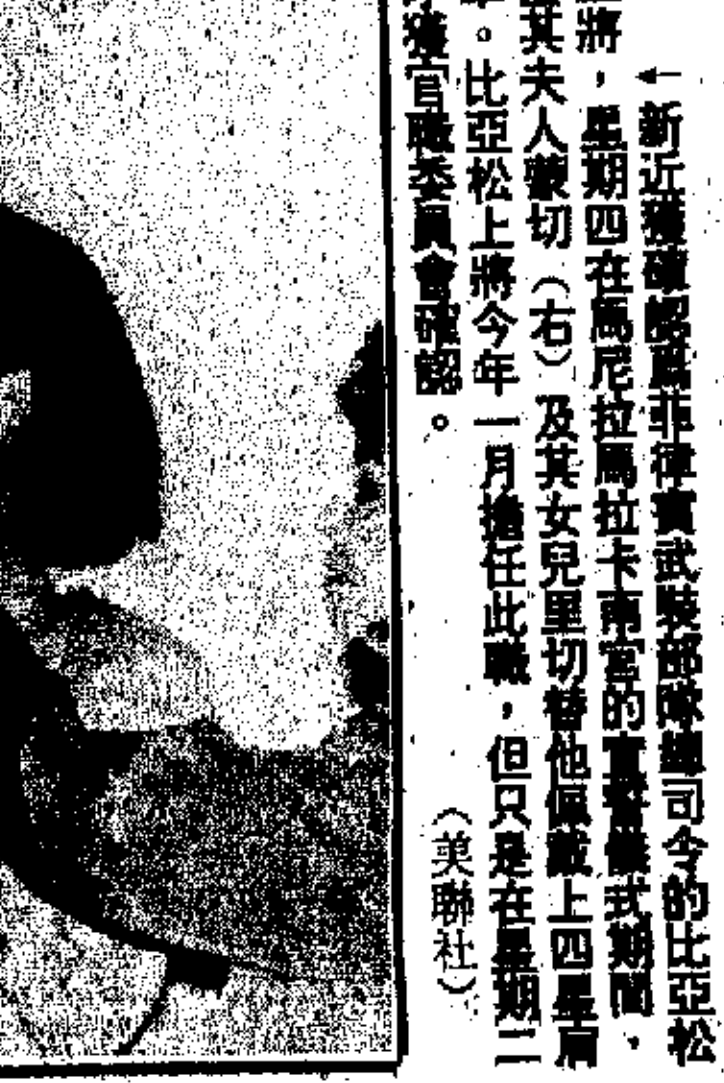 ←新近獲確認為菲律賓武裝部隊總司令的比亞松
將，星期四在馬尼拉馬拉卡南宮的宣誓儀式期間，
其夫人蒙切（右）及其女兒里切替他佩戴上四星肩
。比亞松上將今年一月擔任此職，但只是在星期二
獲官職委員會確認。
（美聯社）